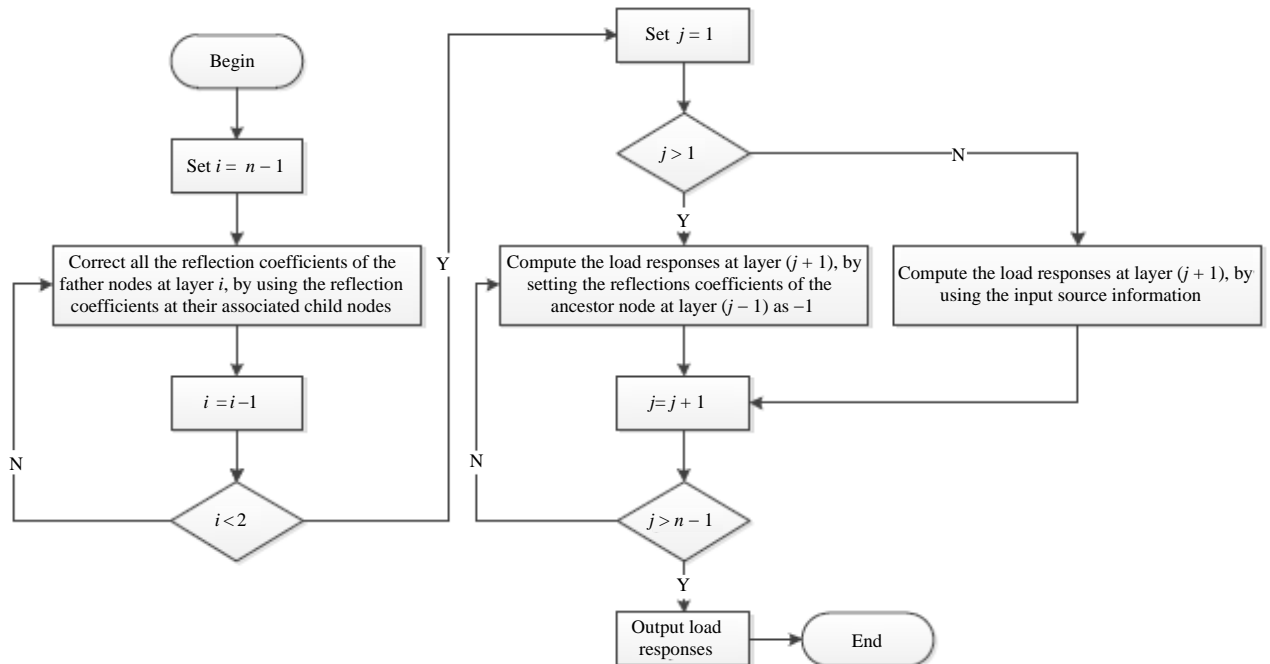 Begin
Set i = n − 1
Correct all the reflection coefficients of the
father nodes at layer i, by using the reflection
coefficients at their associated child nodes
i =i−1
N
i<2
Y
Set j = 1
j > 1
N
Y
Compute the load responses at layer (j + 1), by
setting the reflections coefficients of the
ancestor node at layer (j − 1) as −1
Compute the load responses at layer (j + 1), by
using the input source information
j= j + 1
N
j > n − 1
Y
Output load
responses
End